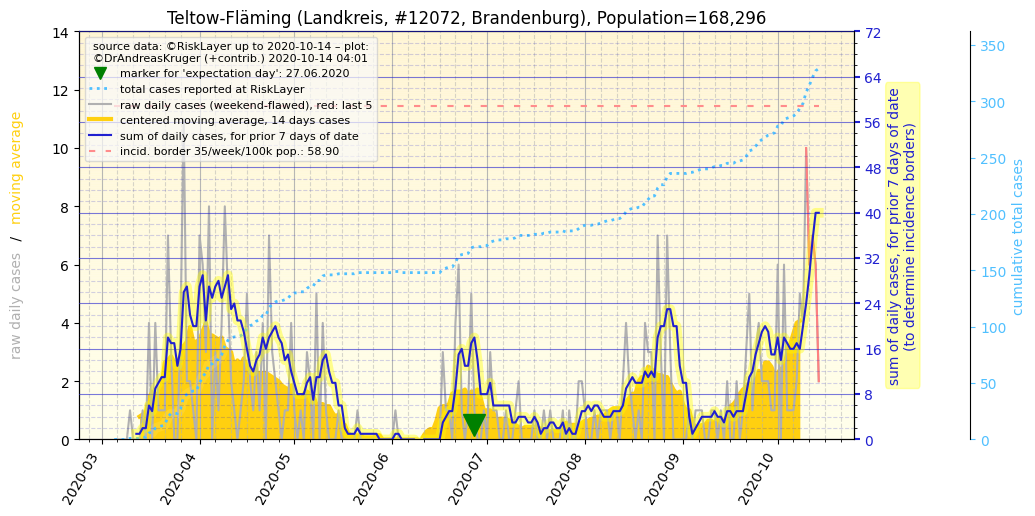 Teltow-Fläming (Landkreis, #12072, Brandenburg), Population=168,296
source data: ©RiskLayer up to 2020-10-14 – plot:
©DrAndreasKruger (+contrib.) 2020-10-14 04:01
marker for 'expectation day': 27.06.2020
total cases reported at RiskLayer
raw daily cases (weekend-flawed), red: last 5
centered moving average, 14 days cases
sum of daily cases, for prior 7 days of date
incid. border 35/week/100k pop.: 58.90
raw daily cases / moving average
14
12
10
8
6
4
2
0
2020-03
2020-04
2020-05
2020-06
2020-07
2020-08
2020-09
2020-10
72
64
56
48
40
32
24
16
8
0
sum of daily cases, for prior 7 days of date
(to determine, incidence borders)
350
300
250
200
150
100
50
0
cumulative total cases